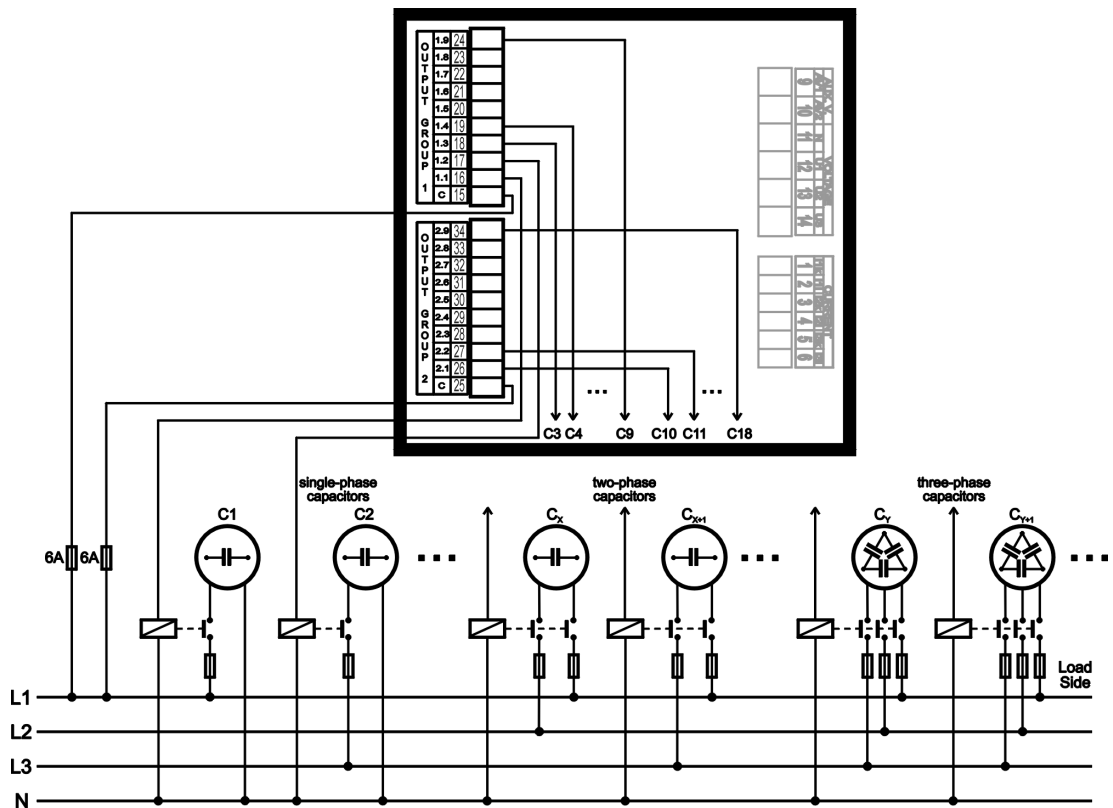 OUTPUT GROUP 1
1.9 24
1.8 23
1.7 22
1.6 21
1.5 20
1.4 19
1.3 18
1.2 17
1.1 16
C 15
OUTPUT GROUP 2
2.9 34
2.8 33
2.7 32
2.6 31
2.5 30
2.4 29
2.3 28
2.2 27
2.1 26
C 25
9
10
11 N
12
13
14
VOLTAGE
1
2
3
4
5
6
CURRENT
... ...
C3 C4 C9 C10 C11 C18
single-phase
capacitors
two-phase
capacitors
three-phase
capacitors
C1 C2 CX CX+1 CY CY+1
... ... ...
6A 6A
Load
Side
L1
L2
L3
N